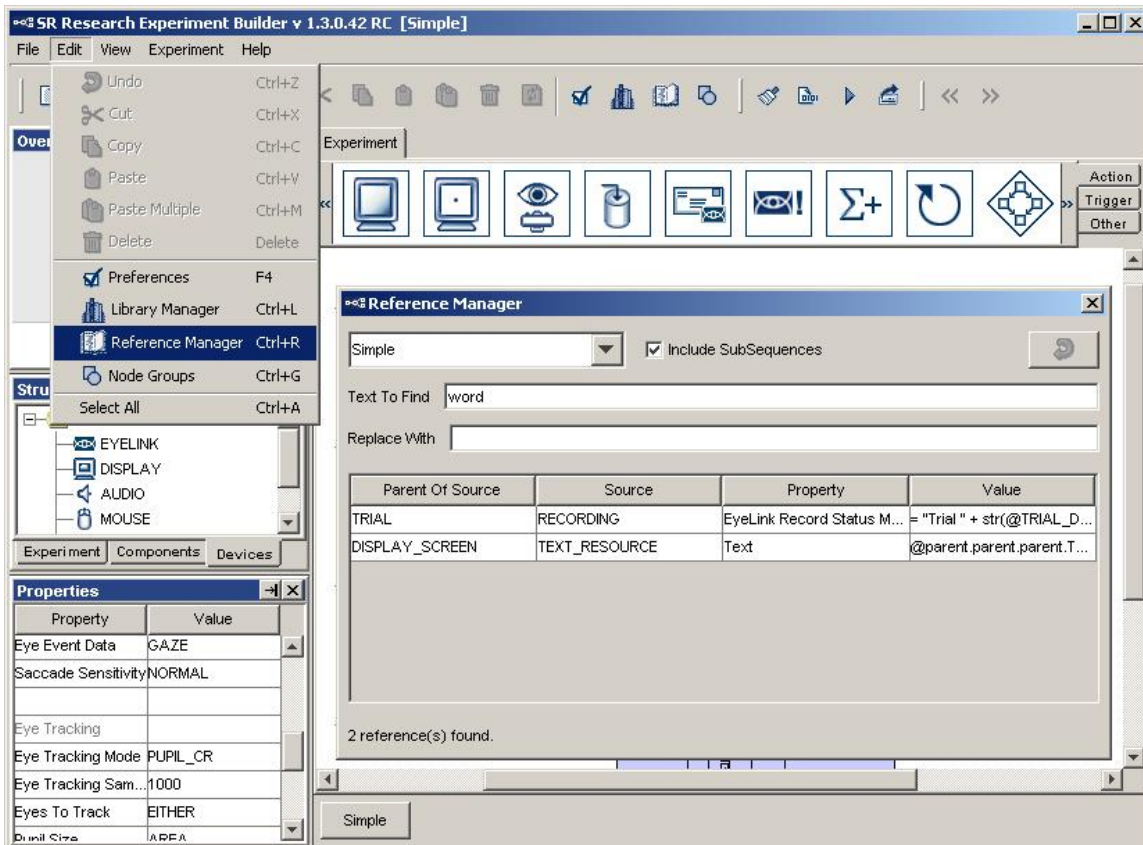 SR Research Experiment Builder v 1.3.0.42 RC [Simple]
File Edit View Experiment Help
Undo Ctrl+Z
Cut Ctrl+X
Copy Ctrl+C
Paste Ctrl+V
Paste Multiple Ctrl+M
Delete Delete
Preferences F4
Library Manager Ctrl+L
Reference Manager Ctrl+R
Node Groups Ctrl+G
Select All Ctrl+A
Over
Experiment
Action
Trigger
Other
Stru
EYELINK
DISPLAY
AUDIO
MOUSE
Experiment Components Devices
Properties
Property Value
Eye Event Data GAZE
Saccade Sensitivity NORMAL
Eye Tracking
Eye Tracking Mode PUPIL_CR
Eye Tracking Sam... 1000
Eyes To Track EITHER
Pupil Size AREA
Reference Manager
Simple Include SubSequences
Text To Find word
Replace With
Parent Of Source Source Property Value
TRIAL RECORDING EyeLink Record Status M... = "Trial " + str(@TRIAL_D...
DISPLAY_SCREEN TEXT_RESOURCE Text @parent.parent.parent.T...
2 reference(s) found.
Simple